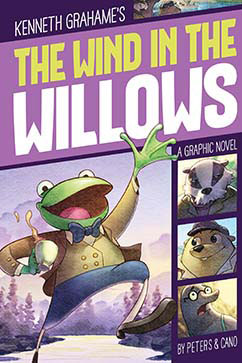 KENNETH GRAHAME'S
THE WIND IN THE
WILLOWS
A GRAPHIC NOVEL
BY PETERS & CANO